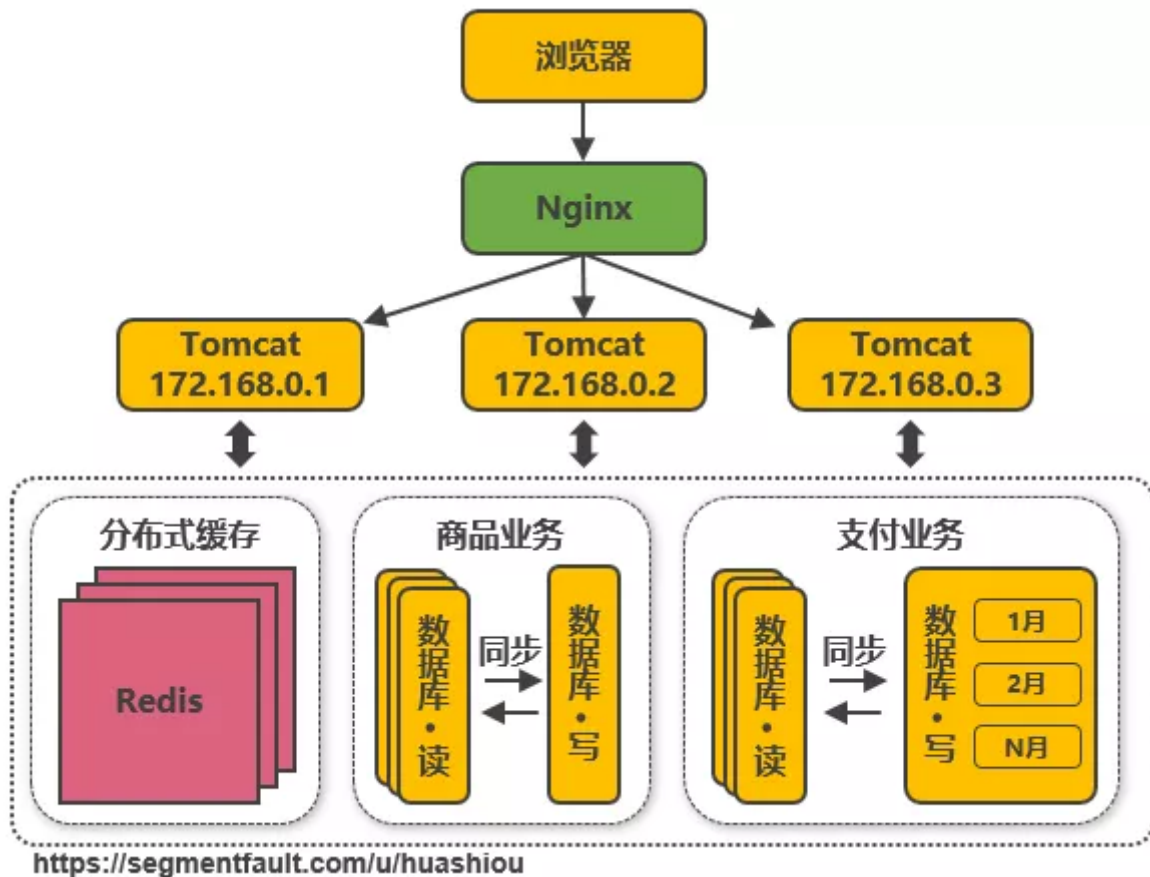 浏览器
Nginx
Tomcat
172.168.0.1
Tomcat
172.168.0.2
Tomcat
172.168.0.3
分布式缓存
Redis
商品业务
数据库·读
同步
数据库·写
支付业务
数据库·读
同步
数据库·写
1月
2月
N月
https://segmentfault.com/u/huashiou